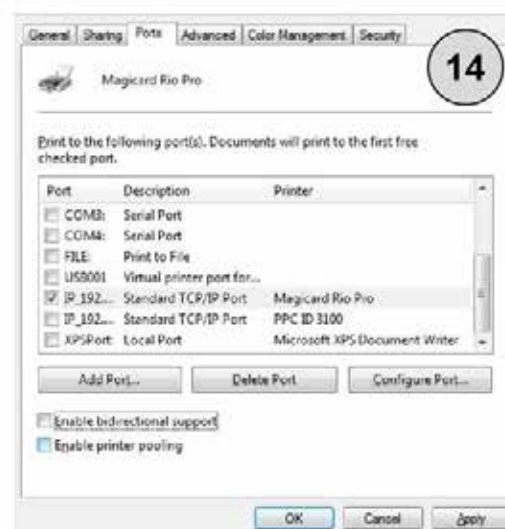 General Sharing Ports Advanced Color Management Security
14
Magicard Rio Pro
Print to the following port(s). Documents will print to the first free
checked port.
Port Description Printer
COM3: Serial Port
COM4: Serial Port
FILE: Print to File
USB001 Virtual printer port for...
IP_192.... Standard TCP/IP Port Magicard Rio Pro
IP_192.... Standard TCP/IP Port PPC ID 3100
XPSPort: Local Port Microsoft XPS Document Writer
Add Port... Delete Port Configure Port...
Enable bidirectional support
Enable printer pooling
OK Cancel Apply